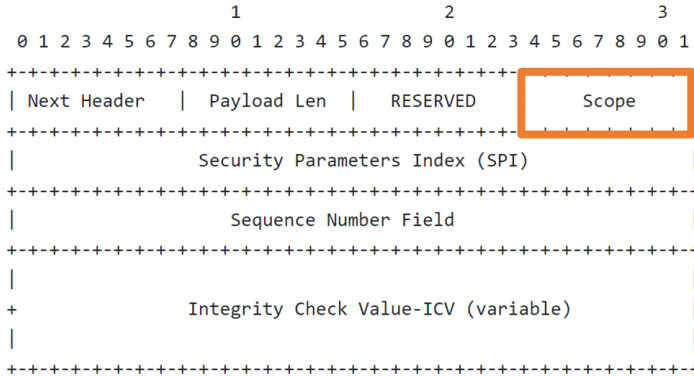 1 2 3
0 1 2 3 4 5 6 7 8 9 0 1 2 3 4 5 6 7 8 9 0 1 2 3 4 5 6 7 8 9 0 1
+-+-+-+-+-+-+-+-+-+-+-+-+-+-+-+-+-+-+-+-+-+-+-+-+-+-+-+-+-+-+-+-
| Next Header | Payload Len | RESERVED Scope
+-+-+-+-+-+-+-+-+-+-+-+-+-+-+-+-+-+-+-+-+-+-+-+-+-+-+-+-+-+-+-+-
| Security Parameters Index (SPI) |
+-+-+-+-+-+-+-+-+-+-+-+-+-+-+-+-+-+-+-+-+-+-+-+-+-+-+-+-+-+-+-+-
| Sequence Number Field |
+-+-+-+-+-+-+-+-+-+-+-+-+-+-+-+-+-+-+-+-+-+-+-+-+-+-+-+-+-+-+-+-
| |
+ Integrity Check Value-ICV (variable)
| |
+-+-+-+-+-+-+-+-+-+-+-+-+-+-+-+-+-+-+-+-+-+-+-+-+-+-+-+-+-+-+-+-